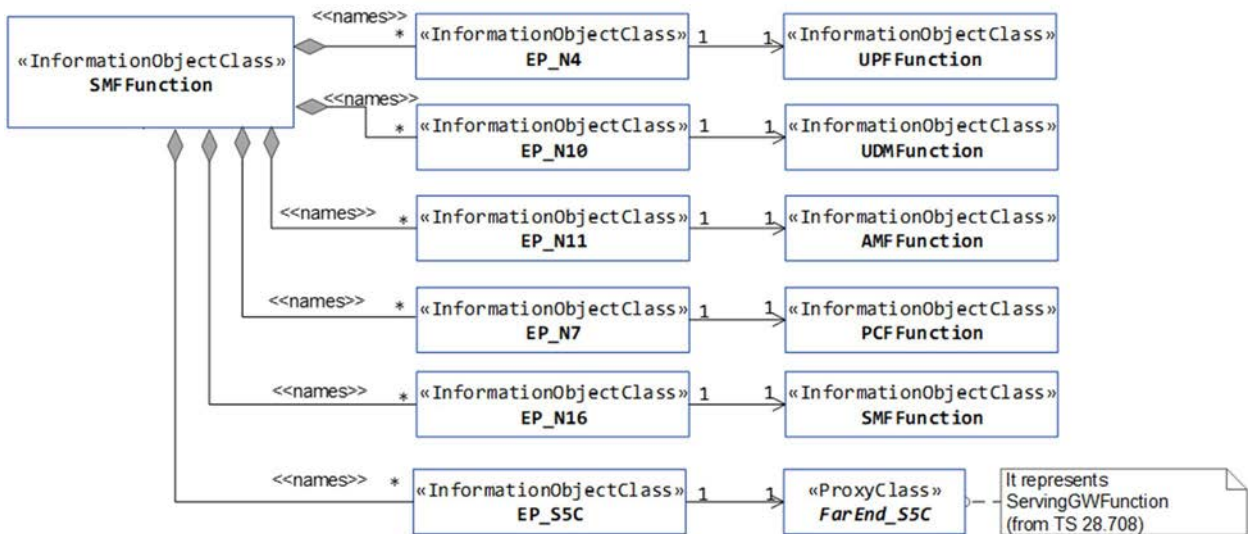 «InformationObjectClass»
SMFFunction
<<names>>
*
«InformationObjectClass»
EP_N4
1
1
«InformationObjectClass»
UPFFunction
<<names>>
*
«InformationObjectClass»
EP_N10
1
1
«InformationObjectClass»
UDMFunction
<<names>>
*
«InformationObjectClass»
EP_N11
1
1
«InformationObjectClass»
AMFFunction
<<names>>
*
«InformationObjectClass»
EP_N7
1
1
«InformationObjectClass»
PCFFunction
<<names>>
*
«InformationObjectClass»
EP_N16
1
1
«InformationObjectClass»
SMFFunction
<<names>>
*
«InformationObjectClass»
EP_S5C
1
1
«ProxyClass»
FarEnd_S5C
It represents
ServingGWFunction
(from TS 28.708)